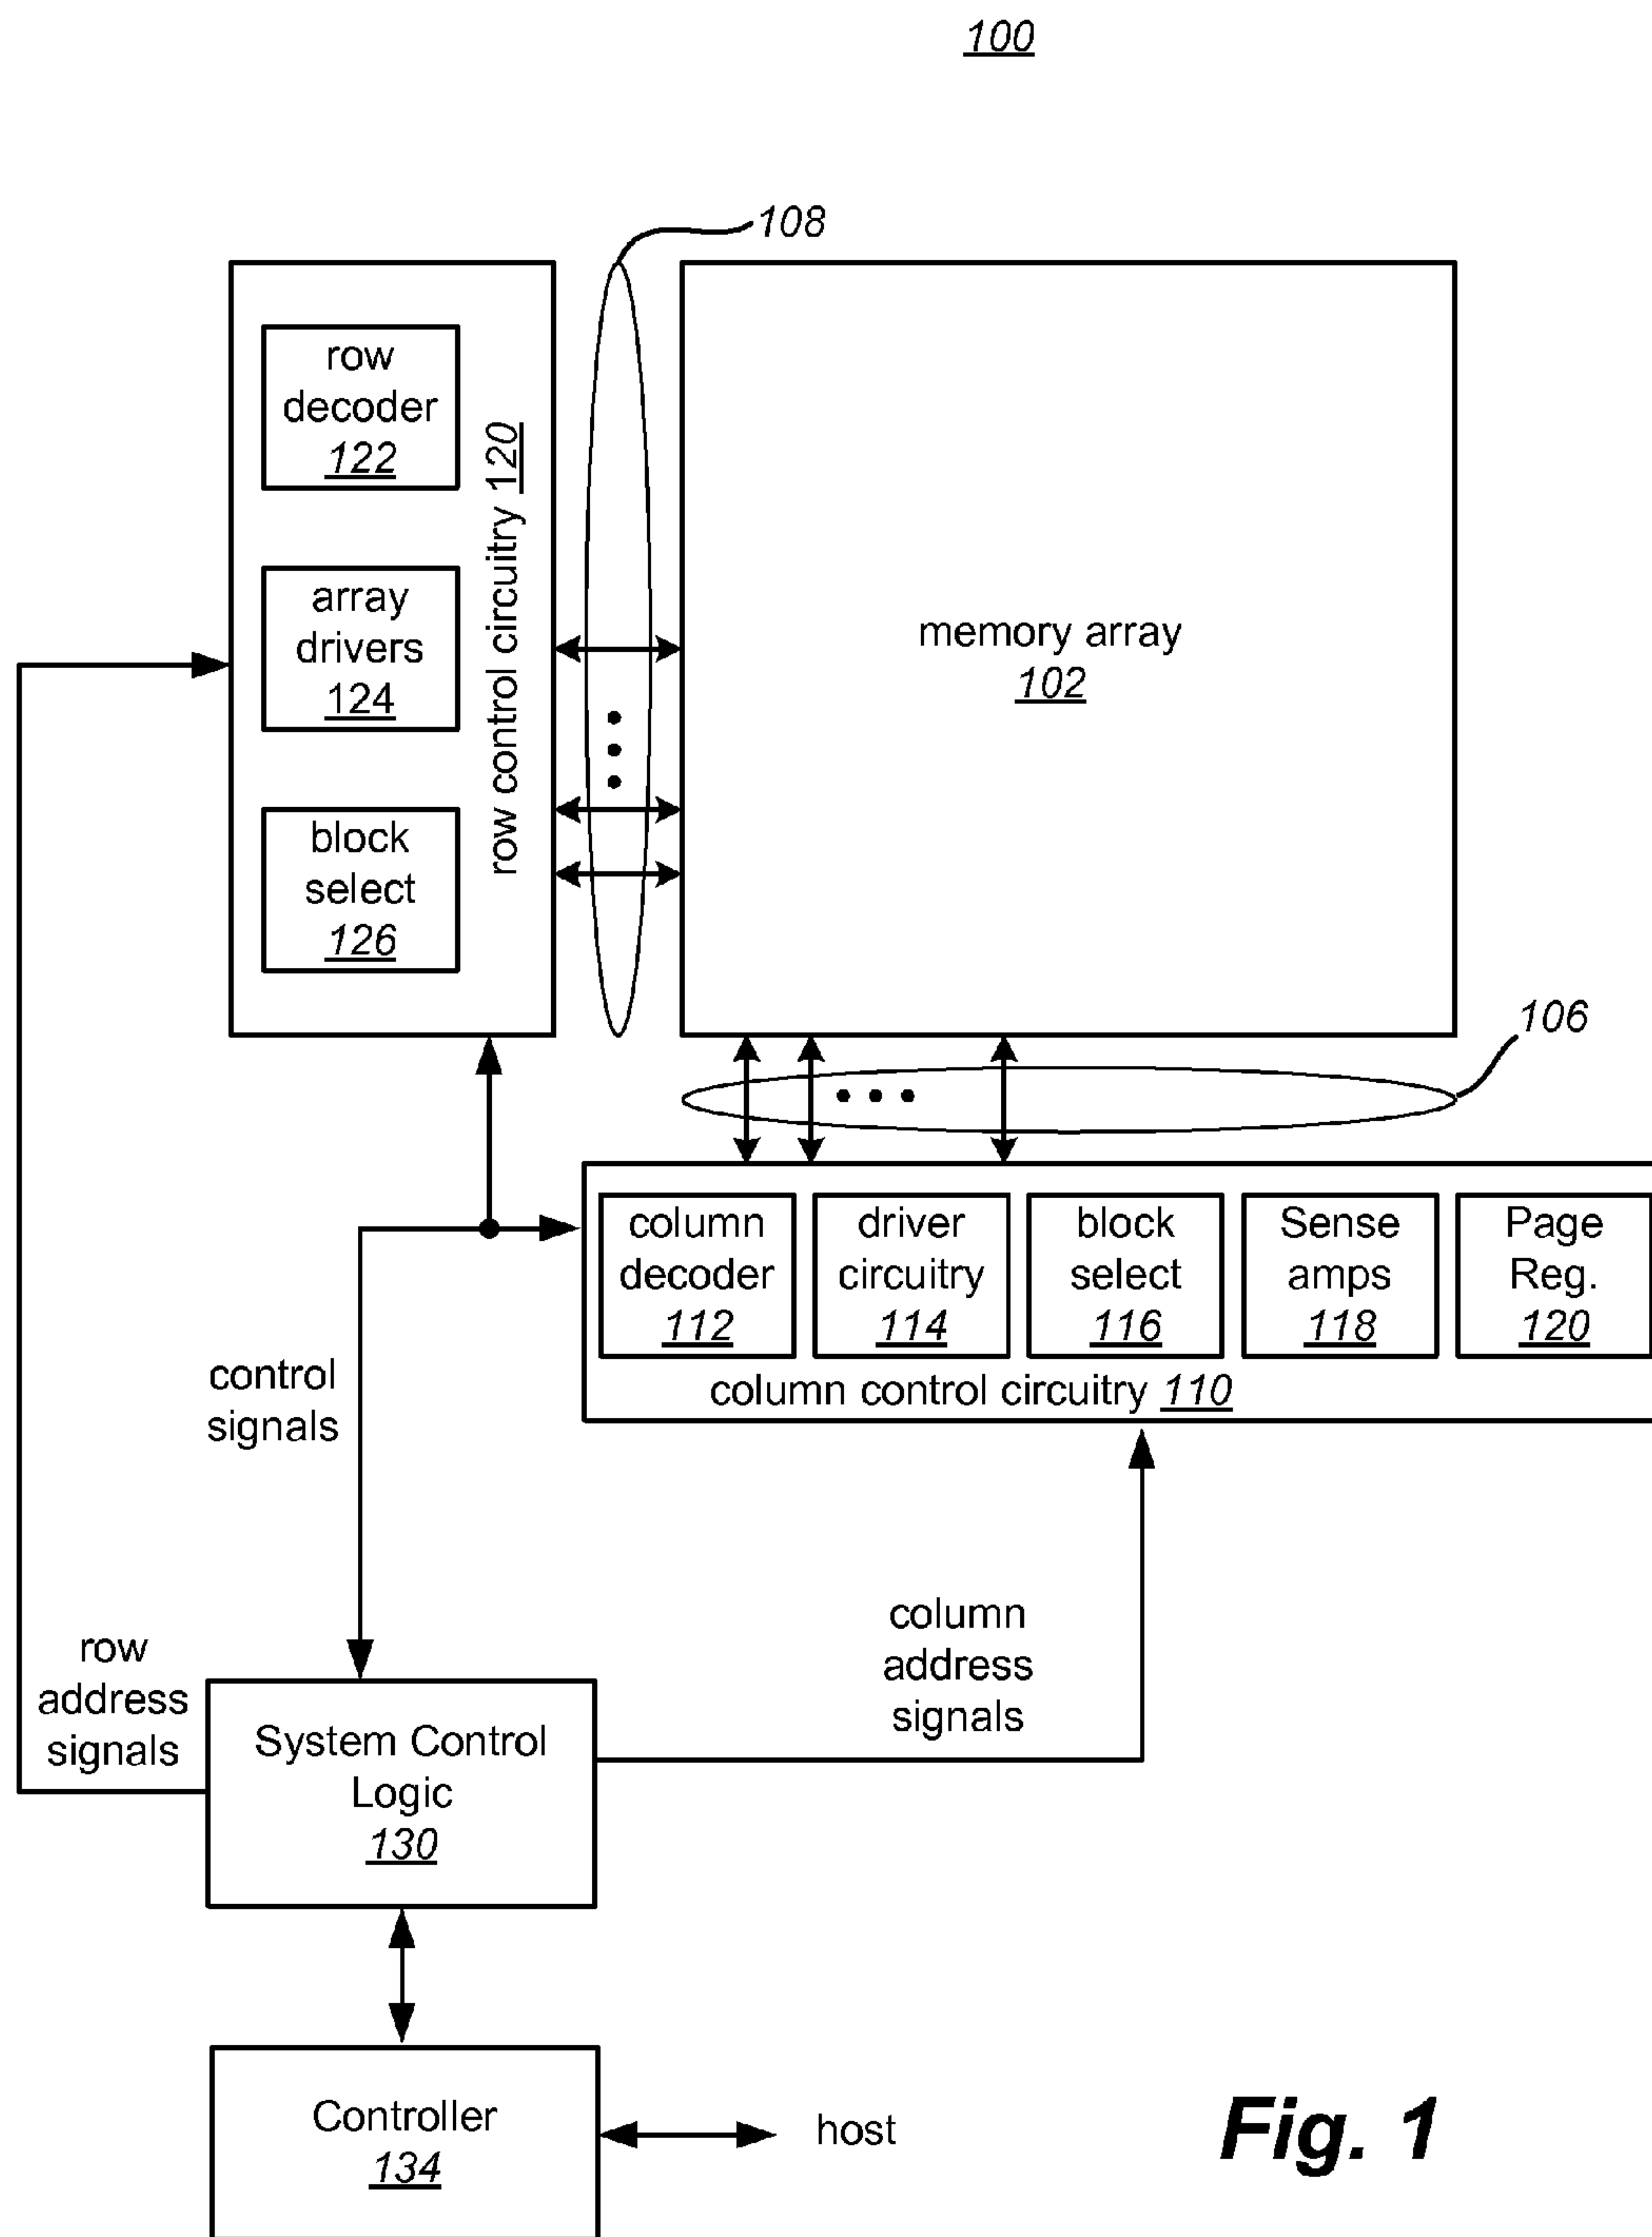 100
108
row
decoder
122
array
drivers
124
block
select
126
row control circuitry 120
memory array
102
106
column
decoder
112
driver
circuitry
114
block
select
116
Sense
amps
118
Page
Reg.
120
column control circuitry 110
control
signals
row
address
signals
column
address
signals
System Control
Logic
130
Controller
134
host
Fig. 1